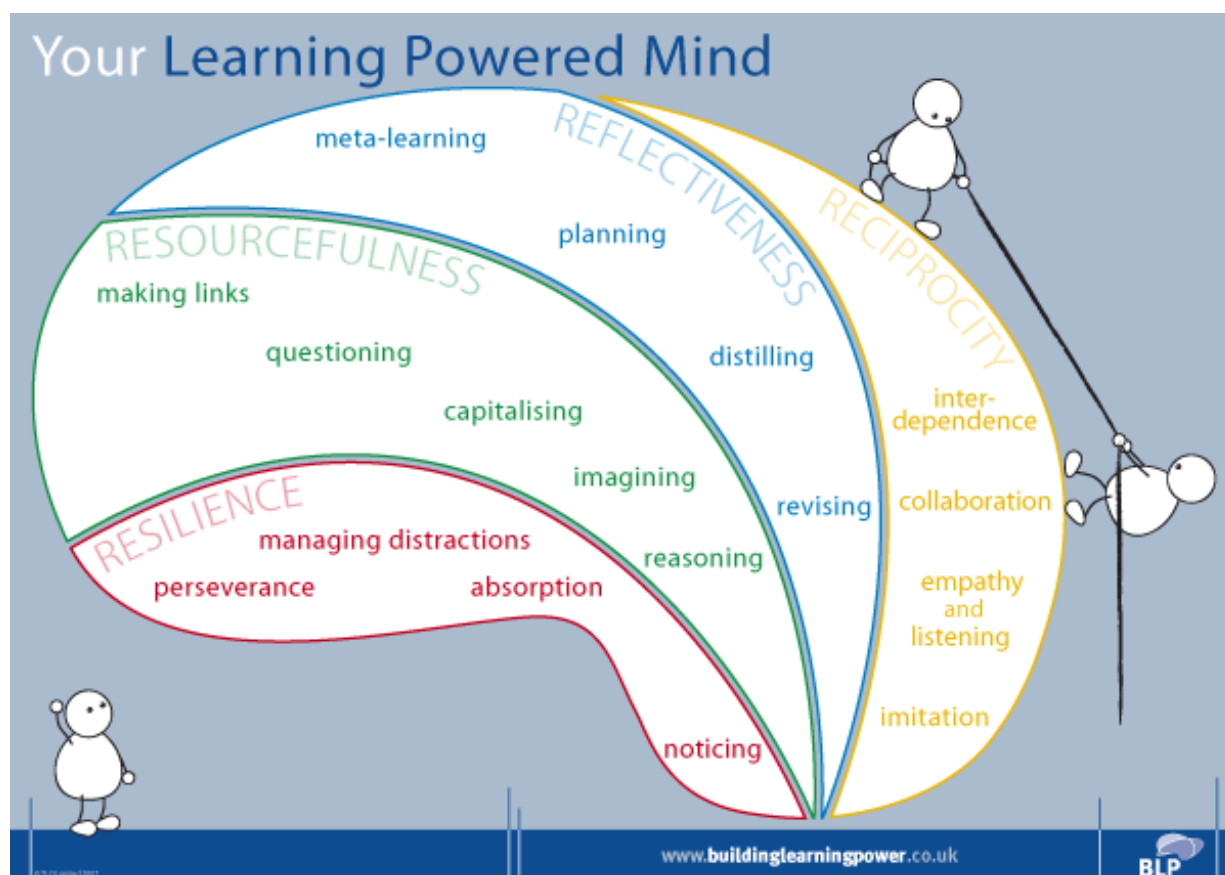 Your Learning Powered Mind
meta-learning
REFLECTIVENESS
planning
distilling
revising
RESOURCEFULNESS
making links
questioning
capitalising
imagining
reasoning
RESILIENCE
managing distractions
perseverance
absorption
noticing
RECIPROCITY
inter-
dependence
collaboration
empathy
and
listening
imitation
www.buildinglearningpower.co.uk
BLP